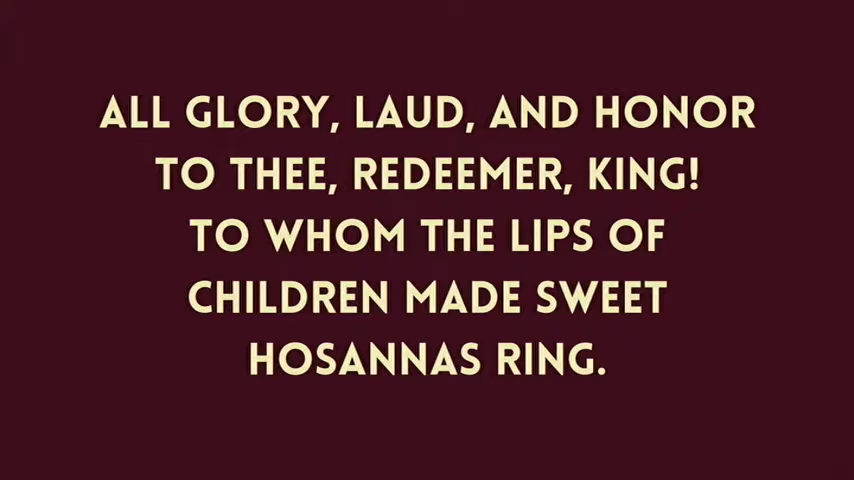 ALL GLORY, LAUD, AND HONOR
TO THEE, REDEEMER, KING!
TO WHOM THE LIPS OF
CHILDREN MADE SWEET
HOSANNAS RING.